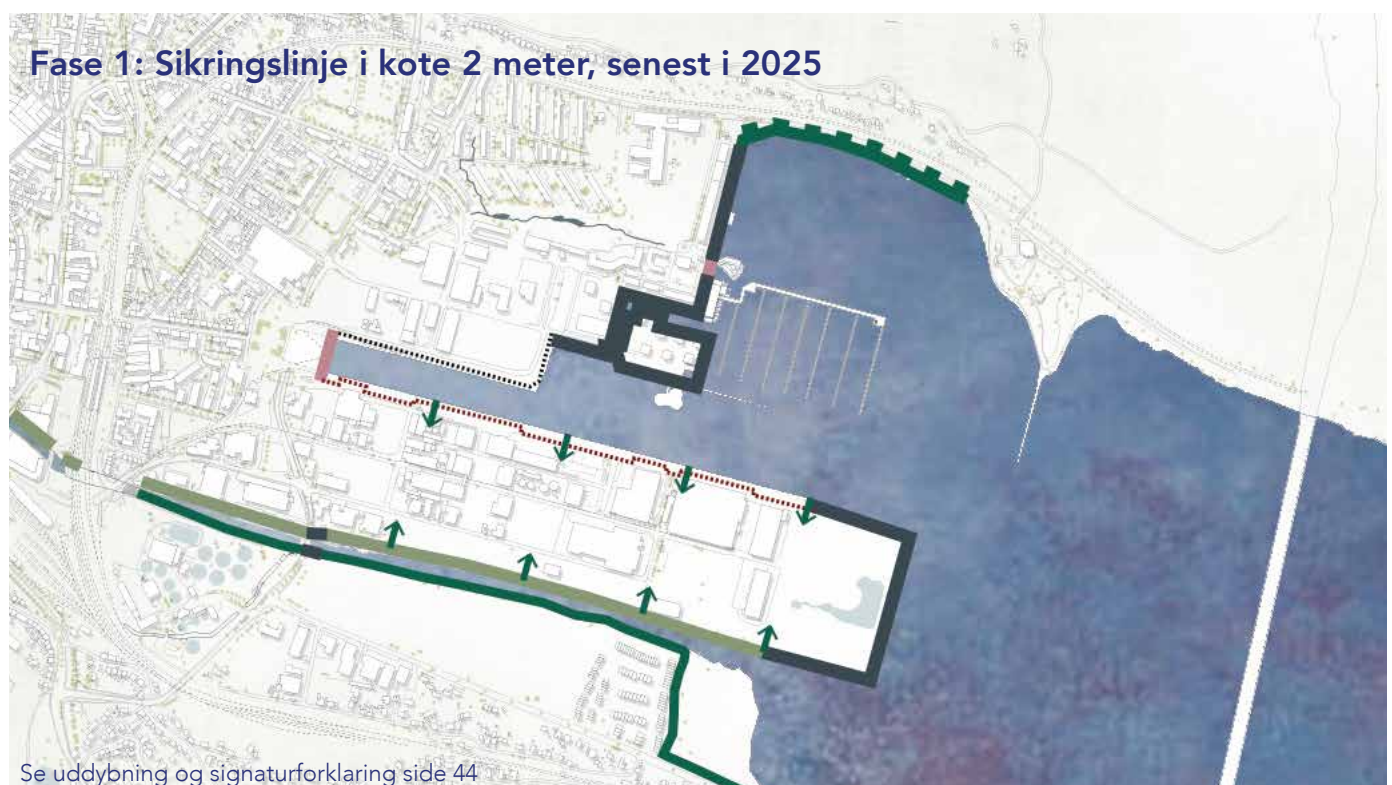 Fase 1: Sikringslinje i kote 2 meter, senest i 2025
Se uddybning og signaturforklaring side 44